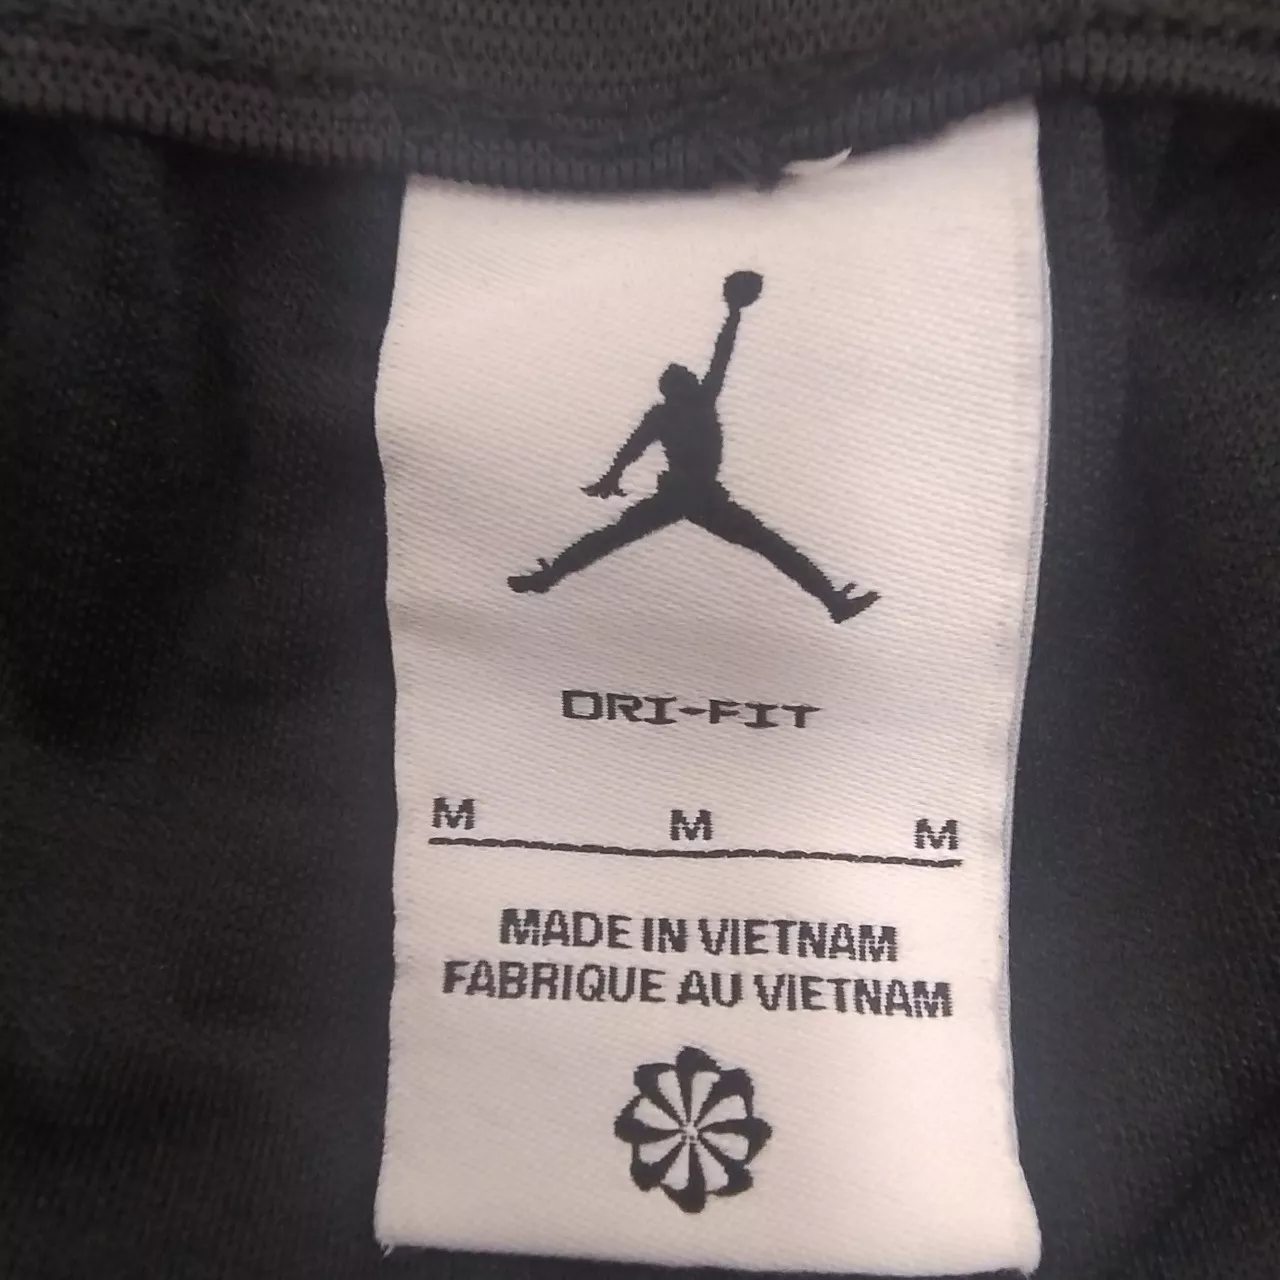 DRI-FIT
M M M
MADE IN VIETNAM
FABRIQUE AU VIETNAM